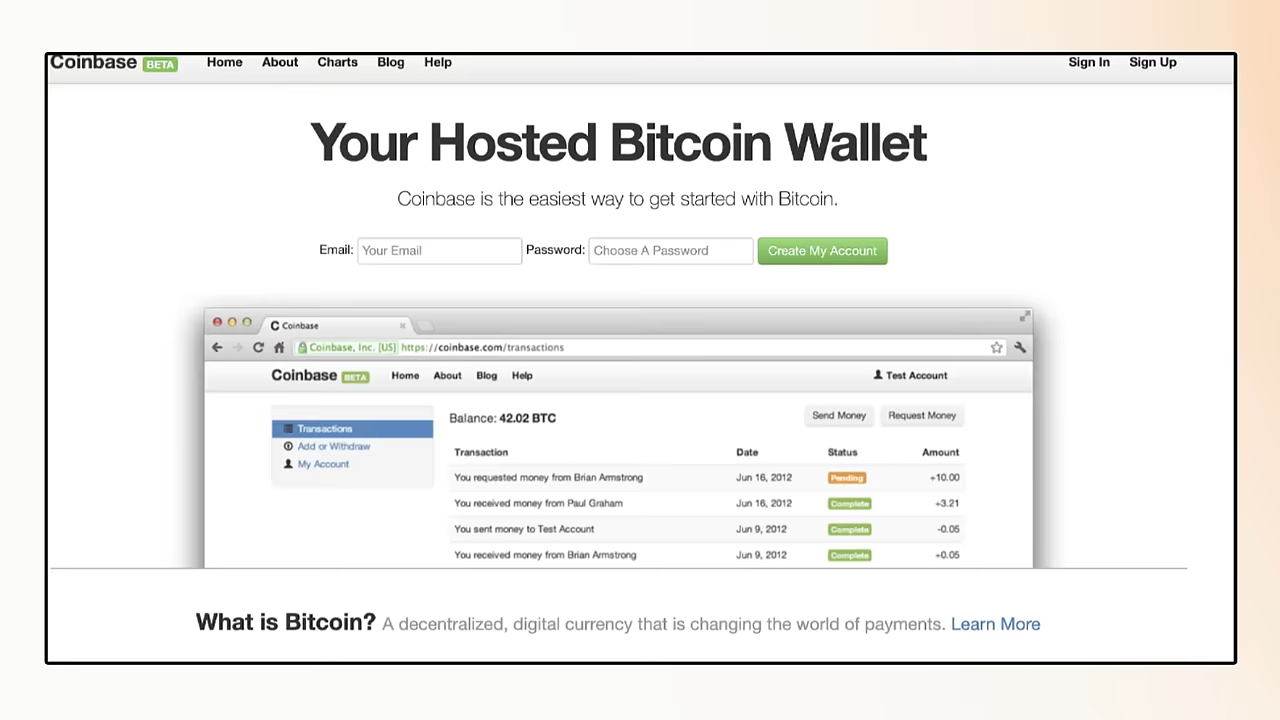 Coinbase BETA Home About Charts Blog Help Sign In Sign Up
Your Hosted Bitcoin Wallet
Coinbase is the easiest way to get started with Bitcoin.
Email: Your Email Password: Choose A Password Create My Account
Coinbase
Coinbase, Inc. [US] https://coinbase.com/transactions
Coinbase BETA Home About Blog Help Test Account
Transactions
Add or Withdraw
My Account
Balance: 42.02 BTC Send Money Request Money
Transaction Date Status Amount
You requested money from Brian Armstrong Jun 16, 2012 Pending +10.00
You received money from Paul Graham Jun 16, 2012 Complete +3.21
You sent money to Test Account Jun 9, 2012 Complete -0.05
You received money from Brian Armstrong Jun 9, 2012 Complete +0.05
What is Bitcoin? A decentralized, digital currency that is changing the world of payments. Learn More